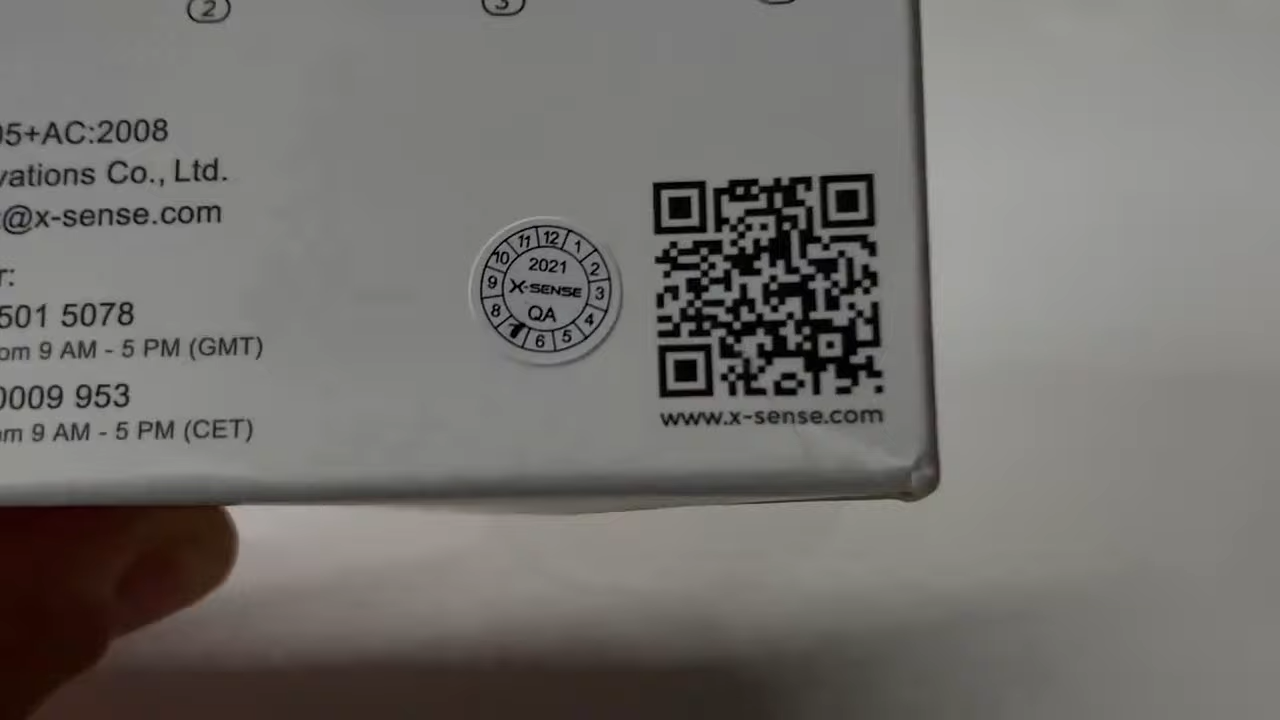 2
3
05+AC:2008
vations Co., Ltd.
@x-sense.com
r:
501 5078
om 9 AM - 5 PM (GMT)
0009 953
om 9 AM - 5 PM (CET)
10 11 12 1 2 3 4 5 6 7 8 9
2021
X-SENSE
QA
www.x-sense.com